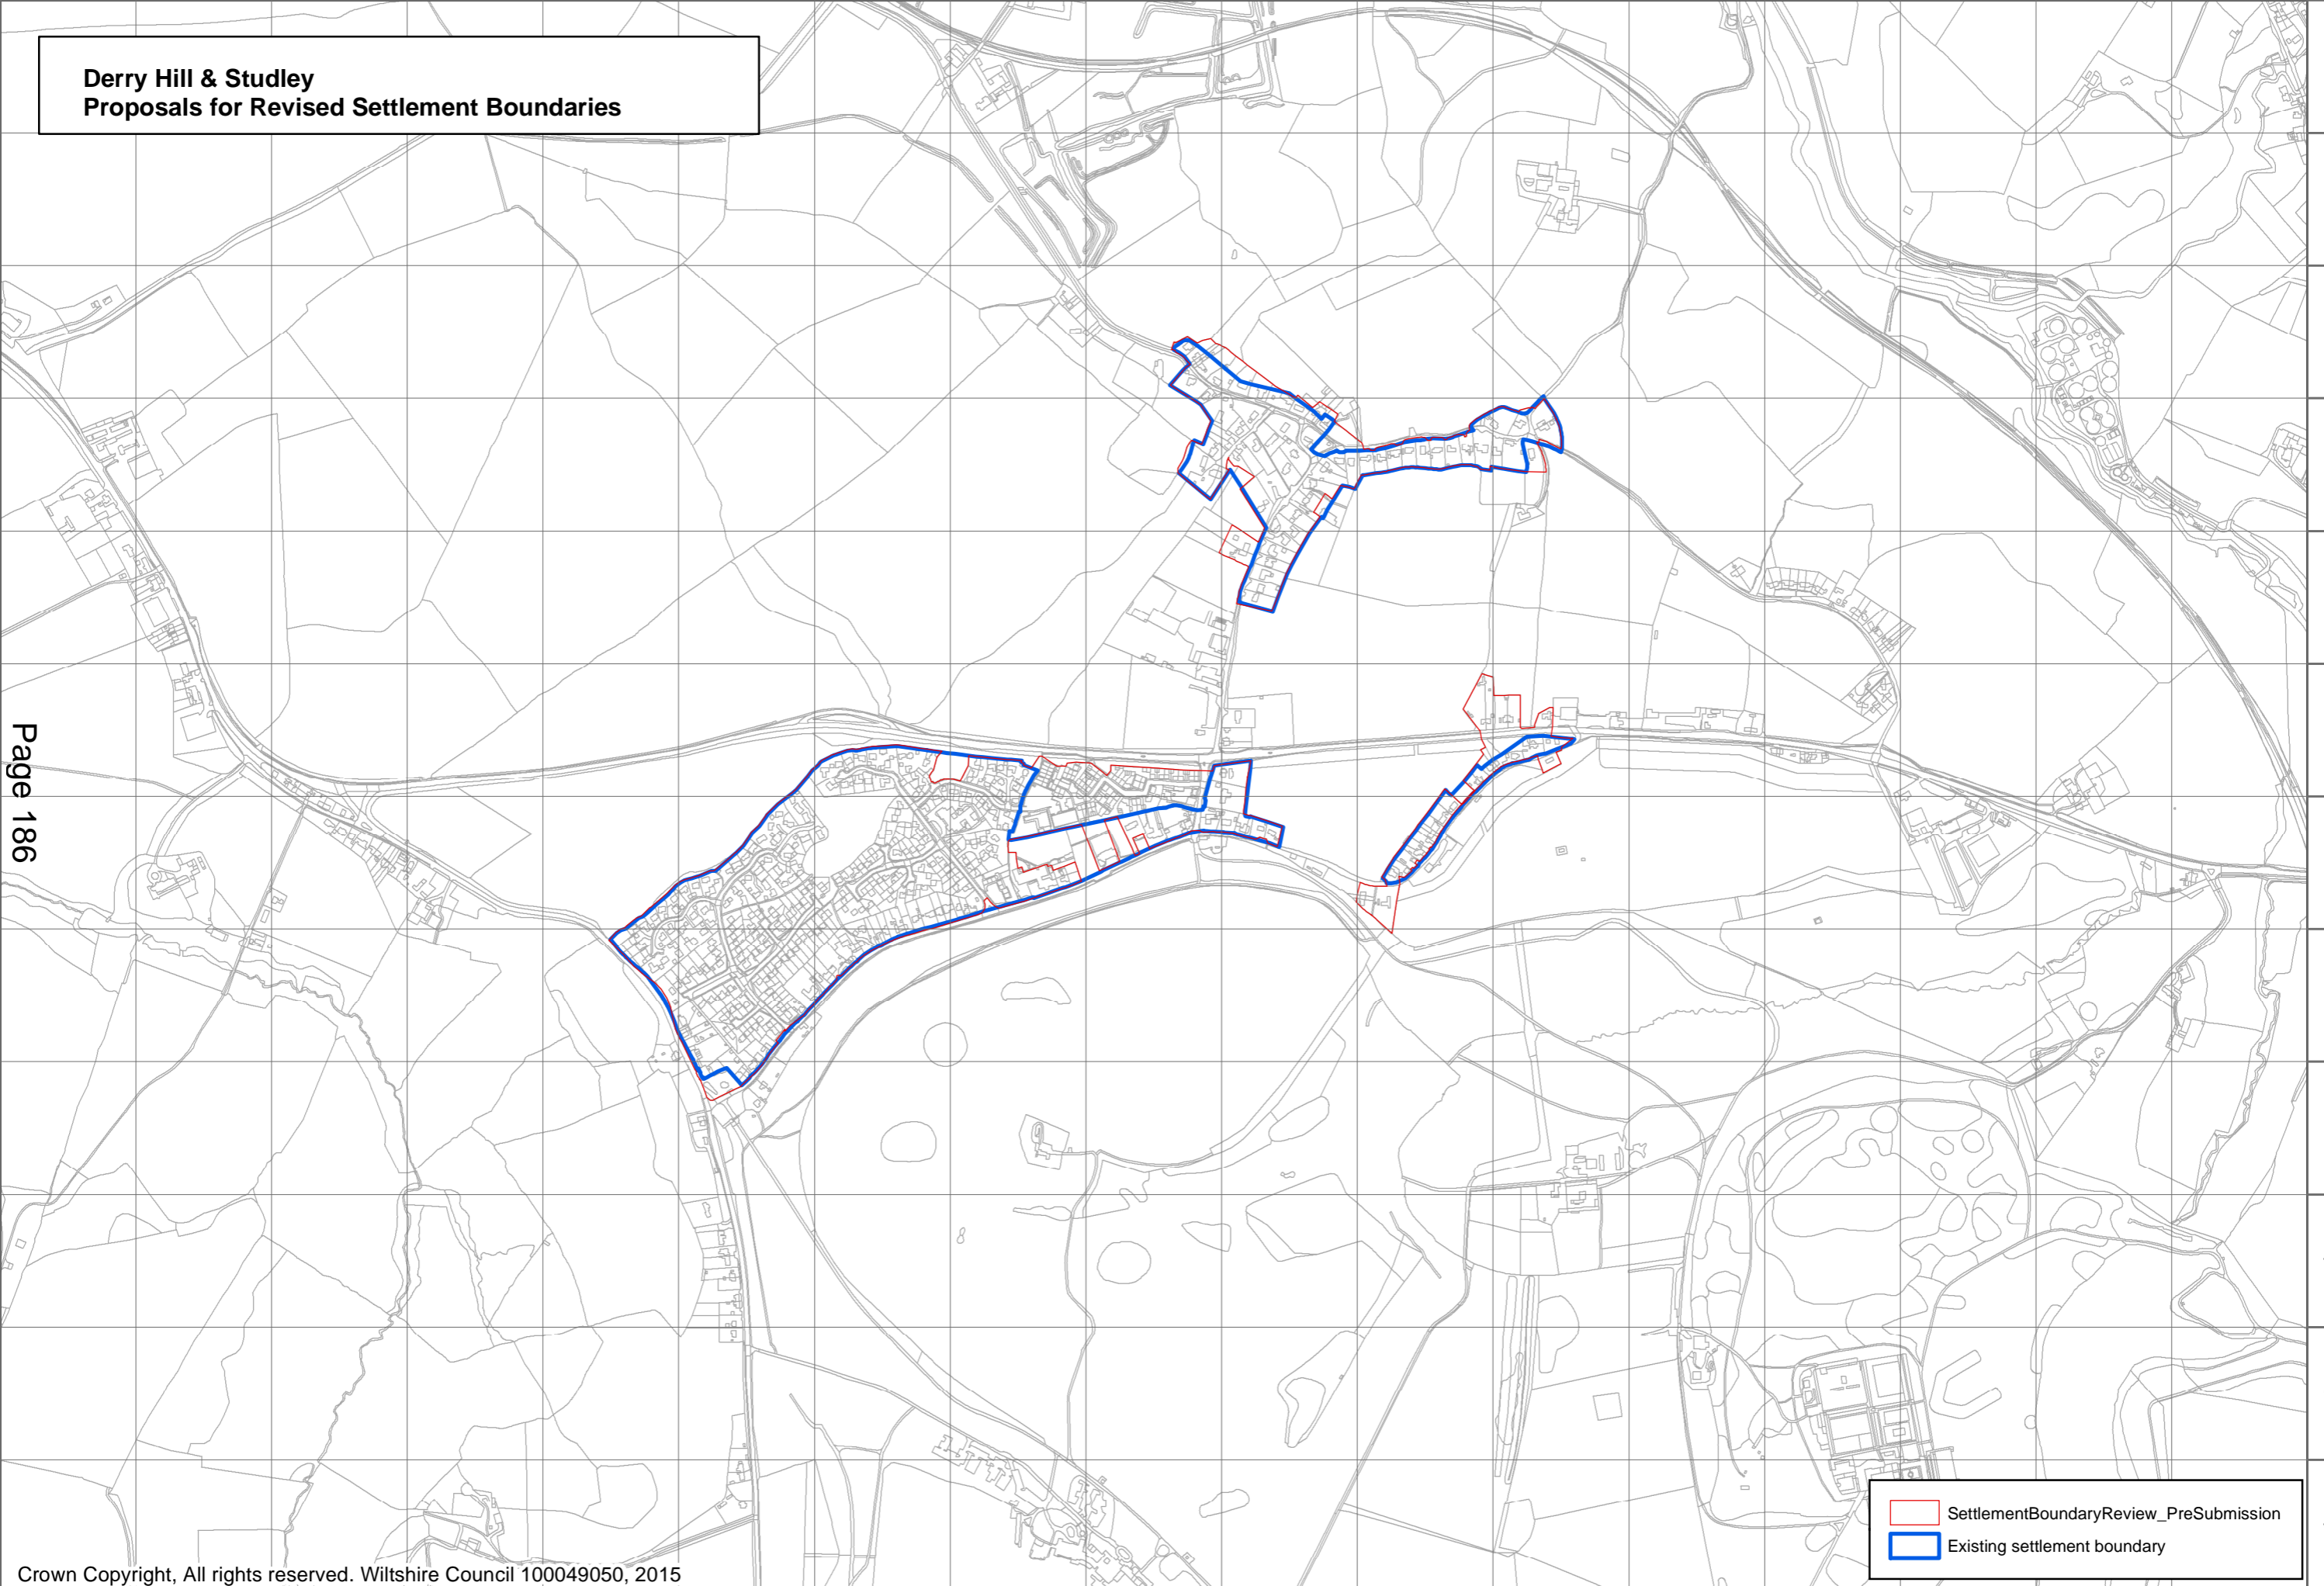 Derry Hill & Studley
Proposals for Revised Settlement Boundaries
Page 186
SettlementBoundaryReview_PreSubmission
Existing settlement boundary
Crown Copyright, All rights reserved. Wiltshire Council 100049050, 2015